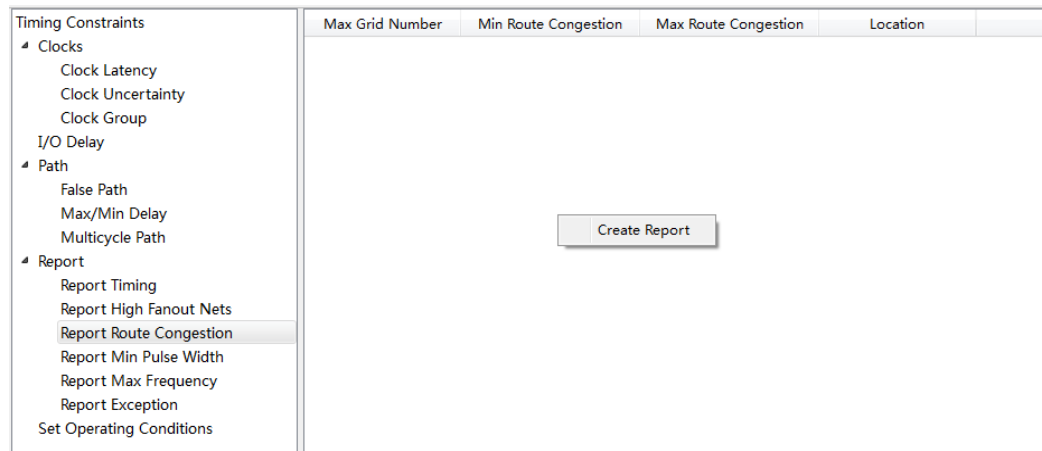 Timing Constraints
Clocks
Clock Latency
Clock Uncertainty
Clock Group
I/O Delay
Path
False Path
Max/Min Delay
Multicycle Path
Report
Report Timing
Report High Fanout Nets
Report Route Congestion
Report Min Pulse Width
Report Max Frequency
Report Exception
Set Operating Conditions
Max Grid Number Min Route Congestion Max Route Congestion Location
Create Report